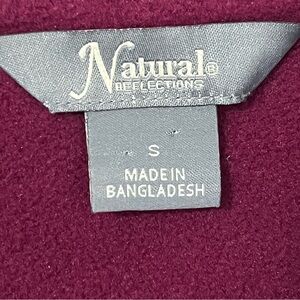 Natural®
REFLECTIONS
S
MADE IN
BANGLADESH